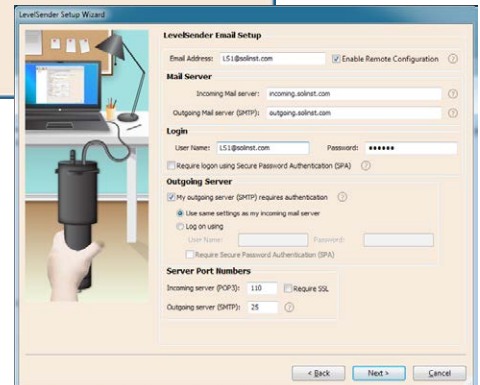 LevelSender Setup Wizard
LevelSender Email Setup
Email Address: LS1@solinst.com Enable Remote Configuration ?
Mail Server
Incoming Mail server: incoming.solinst.com ?
Outgoing Mail server (SMTP): outgoing.solinst.com ?
Login
User Name: LS1@solinst.com Password: ••••••
Require logon using Secure Password Authentication (SPA) ?
Outgoing Server
My outgoing server (SMTP) requires authentication ?
Use same settings as my incoming mail server
Log on using
User Name: Password:
Require Secure Password Authentication (SPA)
Server Port Numbers
Incoming server (POP3): 110 Require SSL
Outgoing server (SMTP): 25 ?
< Back Next > Cancel